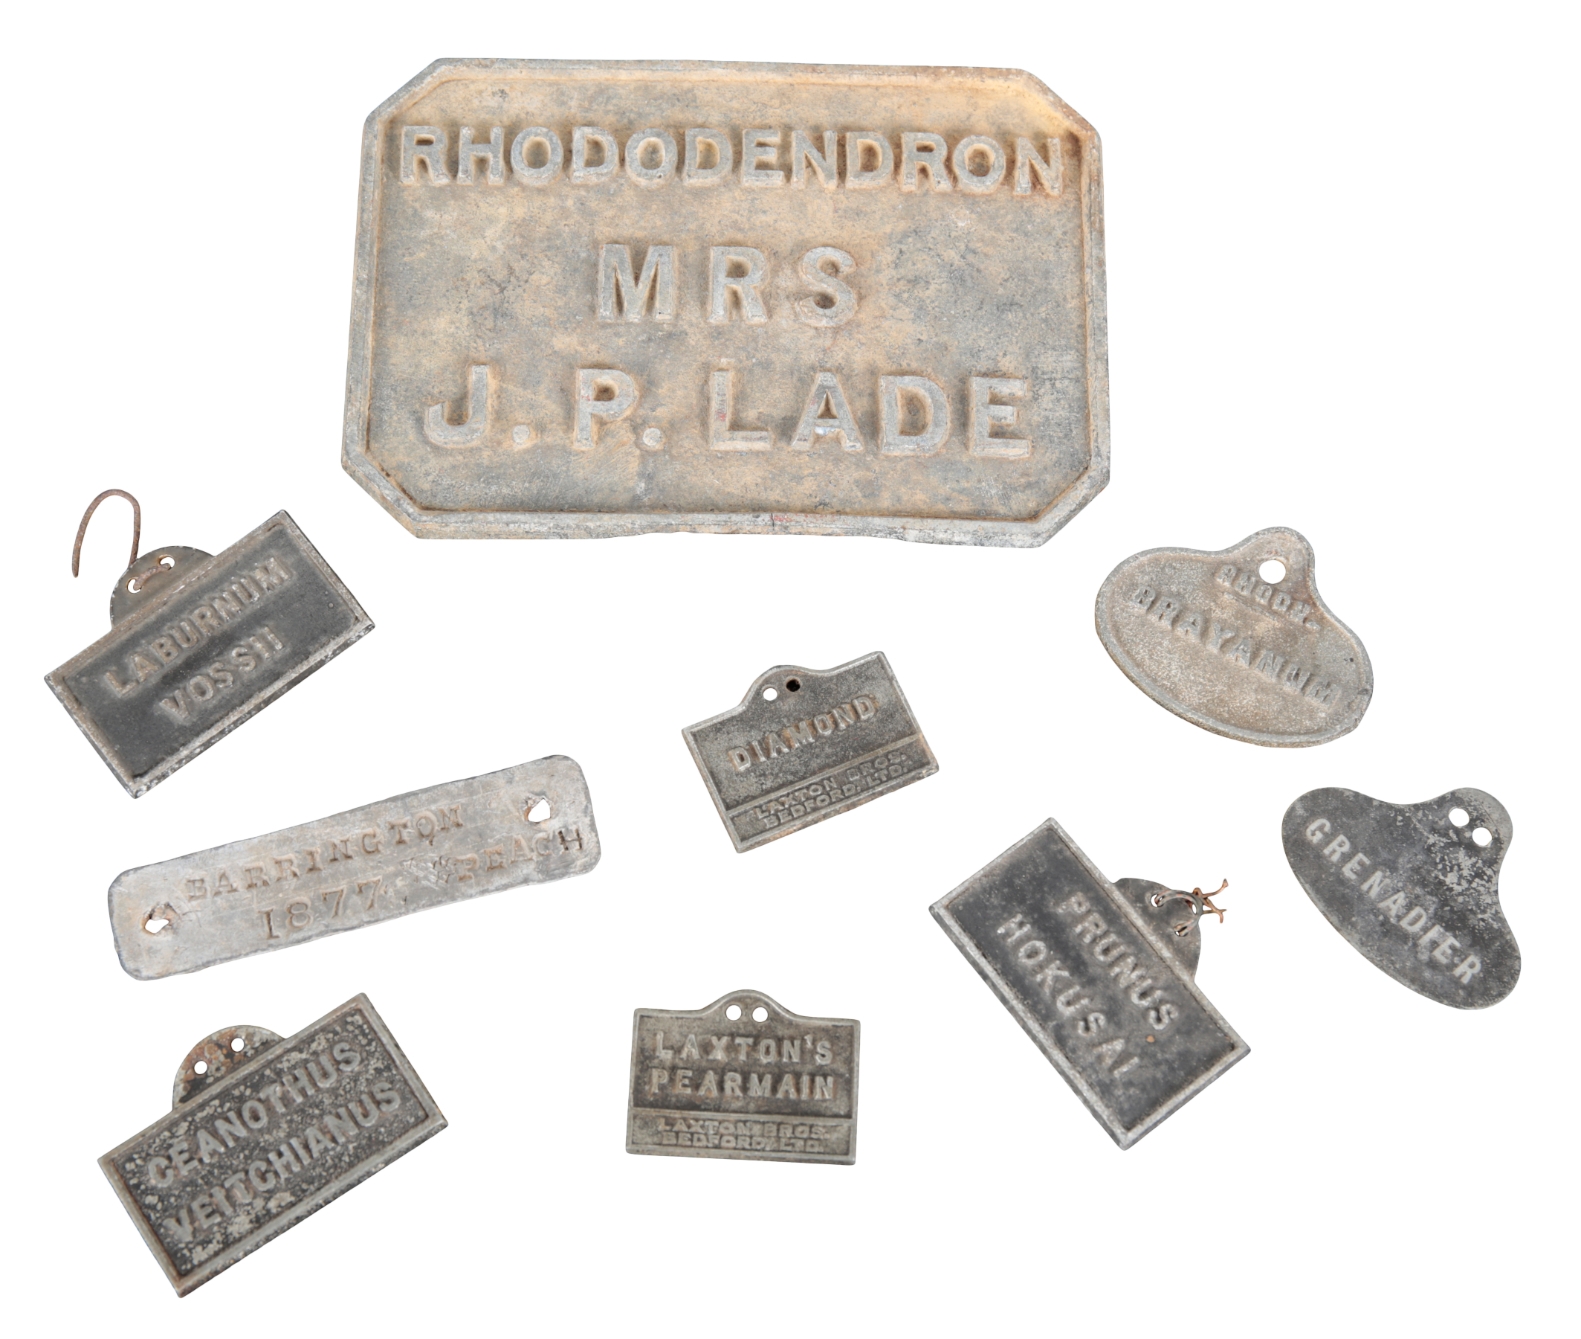 RHODODENDRON
MRS
J.P. LADE
LABURNUM
VOSSII
RHODN.
BRAYANUM
DIAMOND
LAXTON BROS.
BEDFORD. LTD.
BARRINGTON
1877. PEACH
GRENADIER
PRUNUS
HOKUSAI
LAXTON'S
PEARMAIN
LAXTON BROS.
BEDFORD. LTD.
CEANOTHUS
VEITCHIANUS